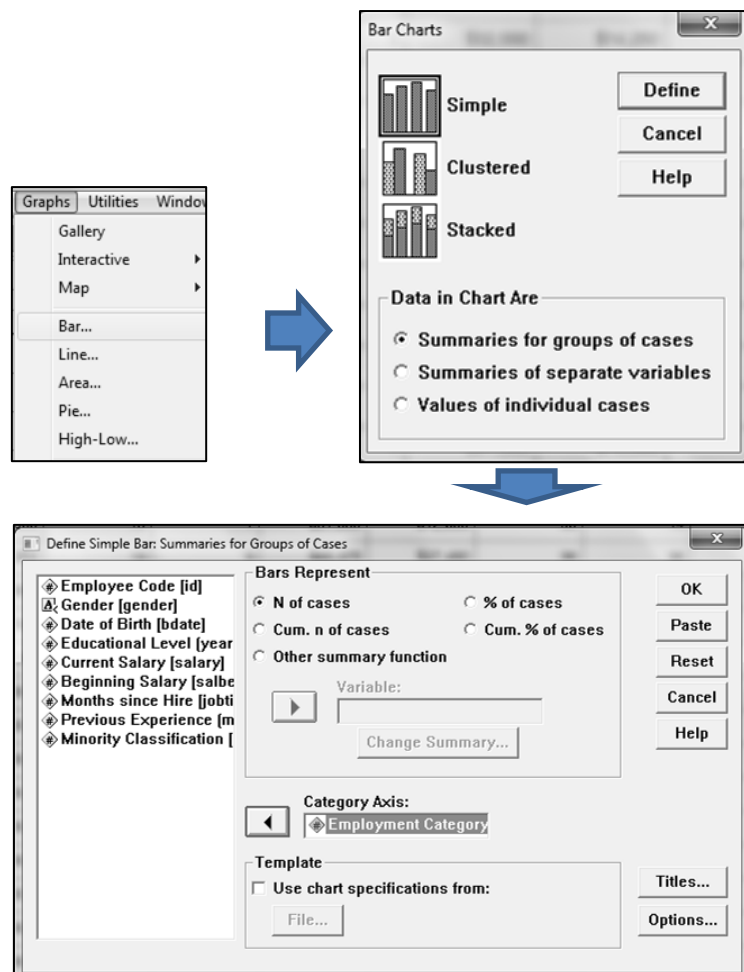 Graphs Utilities Window
Gallery
Interactive
Map
Bar...
Line...
Area...
Pie...
High-Low...
Bar Charts
Simple
Clustered
Stacked
Define
Cancel
Help
Data in Chart Are
Summaries for groups of cases
Summaries of separate variables
Values of individual cases
Define Simple Bar: Summaries for Groups of Cases
Employee Code [id]
Gender [gender]
Date of Birth [bdate]
Educational Level [year
Current Salary [salary]
Beginning Salary [salbe
Months since Hire [jobti
Previous Experience [m
Minority Classification [
Bars Represent
N of cases % of cases
Cum. n of cases Cum. % of cases
Other summary function
Variable:
Change Summary...
Category Axis:
Employment Category
Template
Use chart specifications from:
File...
OK
Paste
Reset
Cancel
Help
Titles...
Options...